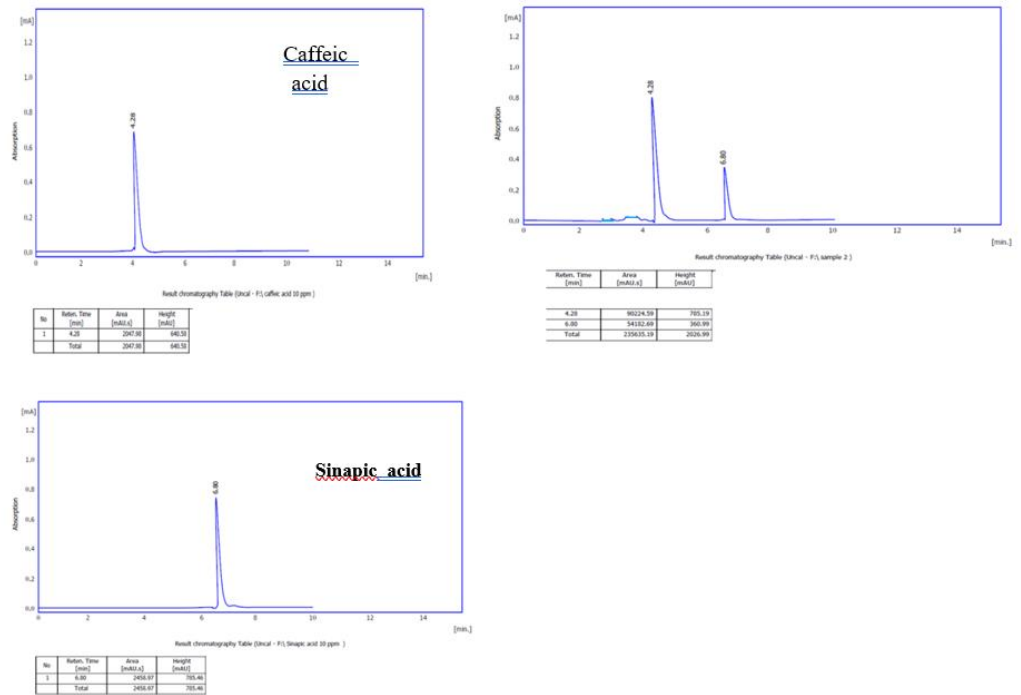 [mA]
1.2
1.0
0.8
0.6
0.4
0.2
0.0
Absorption
4.28
Caffeic
acid
0 2 4 6 8 10 12 14
[min.]
Result chromatography Table (Uncal - F:\ caffeic acid 10 ppm )
No Reten. Time [min] Area [mAU.s] Height [mAU]
1 4.28 2047.98 640.58
Total 2047.98 640.58
[mA]
1.2
1.0
0.8
0.6
0.4
0.2
0.0
Absorption
4.28
6.80
0 2 4 6 8 10 12 14
[min.]
Result chromatography Table (Uncal - F:\ sample 2 )
Reten. Time [min] Area [mAU.s] Height [mAU]
4.28 90224.59 785.19
6.80 54182.69 360.99
Total 235635.19 2026.99
[mA]
1.2
1.0
0.8
0.6
0.4
0.2
0.0
Absorption
6.80
Sinapic acid
0 2 4 6 8 10 12 14
[min.]
Result chromatography Table (Uncal - F:\ Sinapic acid 10 ppm )
No Reten. Time [min] Area [mAU.s] Height [mAU]
1 6.80 785.46
Total 785.46